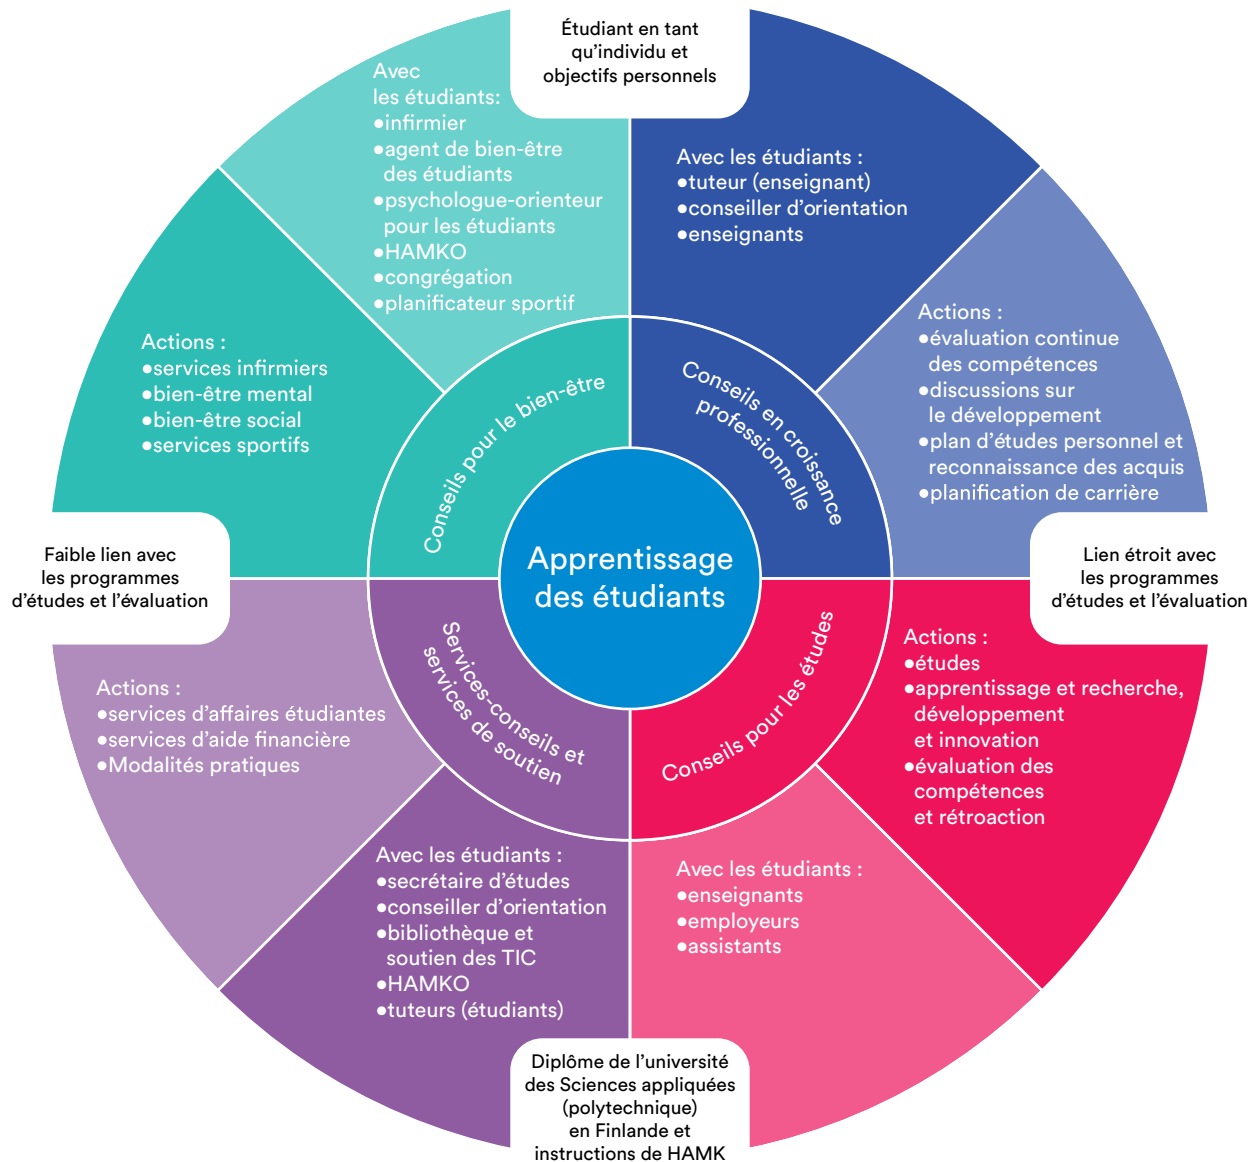 Étudiant en tant
qu’individu et
objectifs personnels
Avec
les étudiants:
•infirmier
•agent de bien-être
des étudiants
•psychologue-orienteur
pour les étudiants
•HAMKO
•congrégation
•planificateur sportif
Avec les étudiants :
•tuteur (enseignant)
•conseiller d’orientation
•enseignants
Actions :
•services infirmiers
•bien-être mental
•bien-être social
•services sportifs
Actions :
•évaluation continue
des compétences
•discussions sur
le développement
•plan d’études personnel et
reconnaissance des acquis
•planification de carrière
Conseils pour le bien-être
Conseils en croissance
professionnelle
Apprentissage
des étudiants
Faible lien avec
les programmes
d’études et l’évaluation
Lien étroit avec
les programmes
d’études et l’évaluation
Services-conseils et
services de soutien
Conseils pour les études
Actions :
•services d’affaires étudiantes
•services d’aide financière
•Modalités pratiques
Actions :
•études
•apprentissage et recherche,
développement
et innovation
•évaluation des
compétences
et rétroaction
Avec les étudiants :
•secrétaire d’études
•conseiller d’orientation
•bibliothèque et
soutien des TIC
•HAMKO
•tuteurs (étudiants)
Avec les étudiants :
•enseignants
•employeurs
•assistants
Diplôme de l’université
des Sciences appliquées
(polytechnique)
en Finlande et
instructions de HAMK